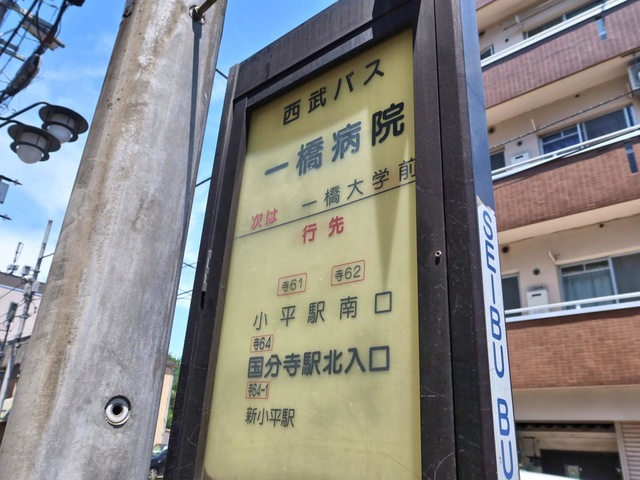 西武バス
一橋病院
次は 一橋大学前
行先
寺61 寺62
小平駅南口
寺64
国分寺駅北入口
寺64-1
新小平駅
SEIBU BU